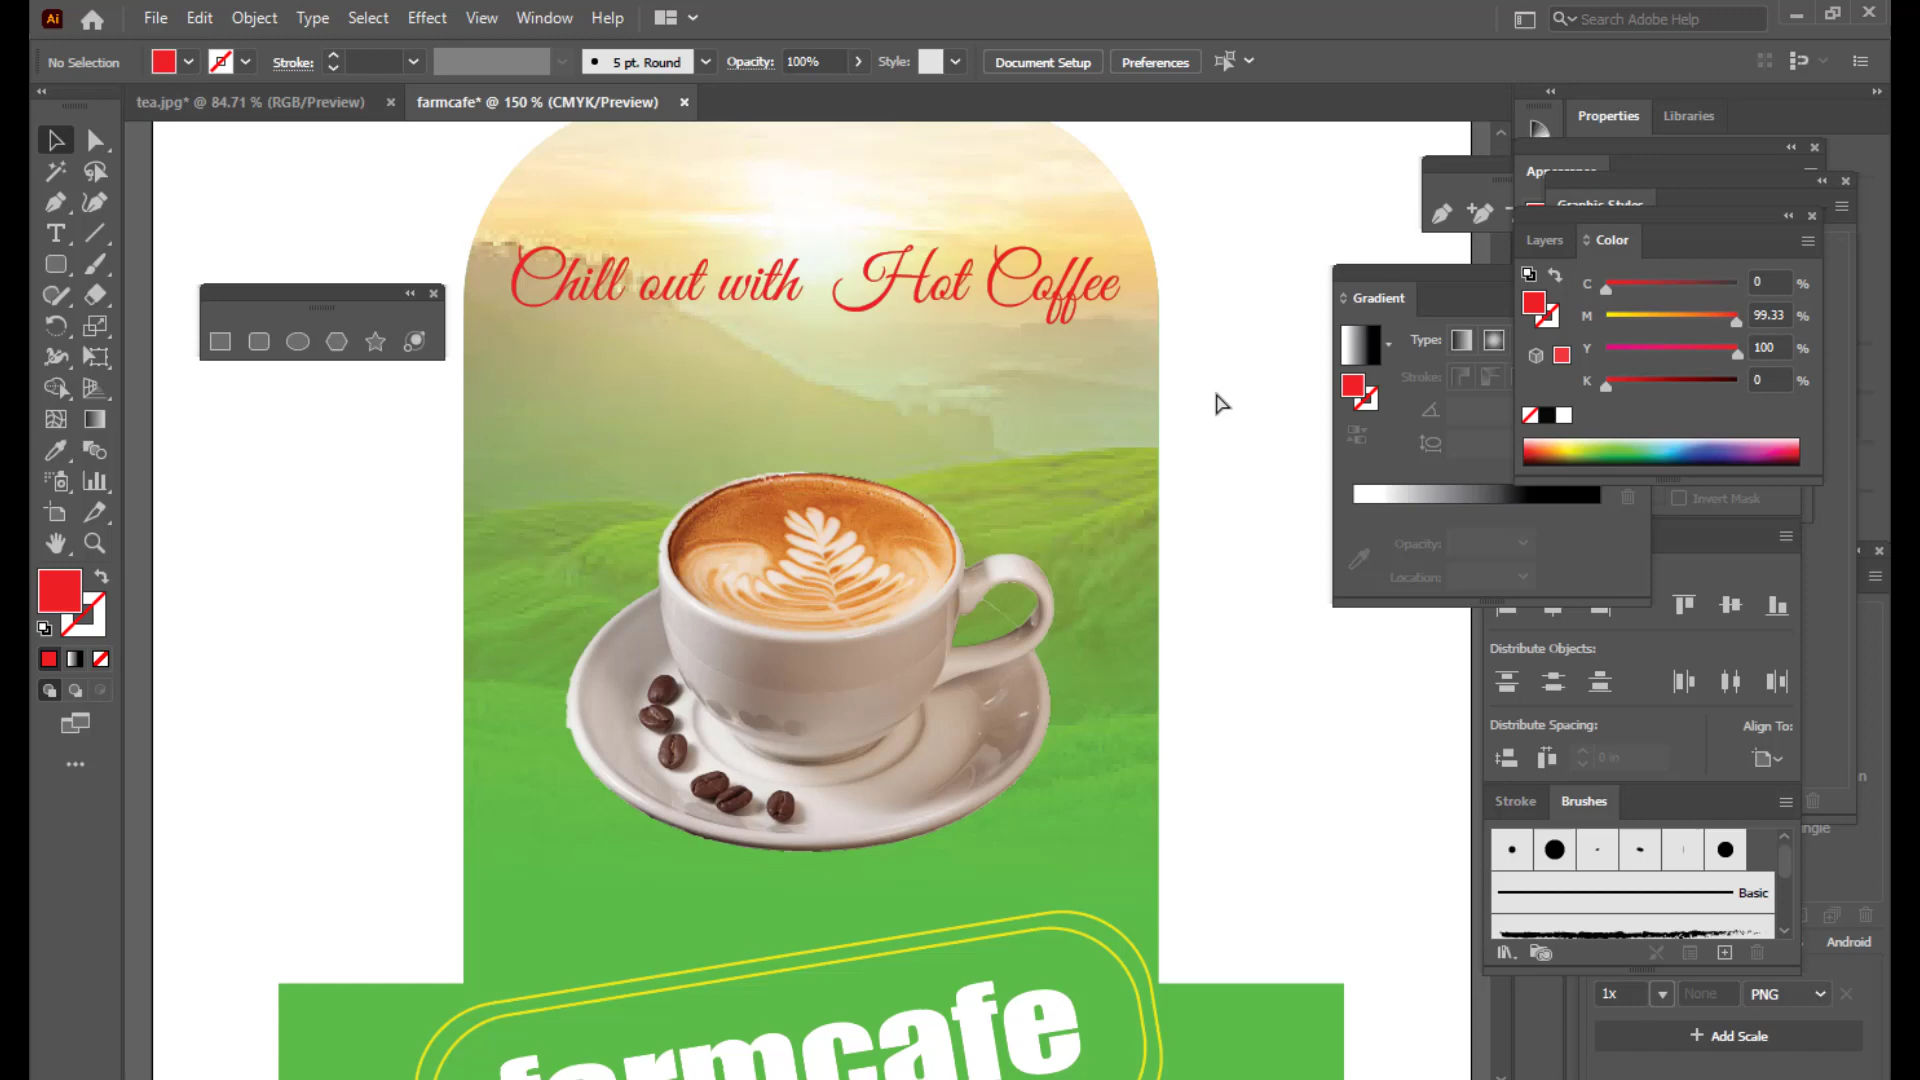 Ai File Edit Object Type Select Effect View Window Help Search Adobe Help
No Selection Stroke: 5 pt. Round Opacity: 100% Style: Document Setup Preferences
tea.jpg* @ 84.71 % (RGB/Preview) × farmcafe* @ 150 % (CMYK/Preview) ×
Properties Libraries
Appearance
Graphic Styles
Layers Color
C 0 %
M 99.33 %
Y 100 %
K 0 %
Gradient
Type:
Stroke:
Opacity:
Location:
Invert Mask
Distribute Objects:
Distribute Spacing: Align To:
0 in
Stroke Brushes
Basic
Android
1x None PNG
+ Add Scale
Chill out with Hot Coffee
farmcafe